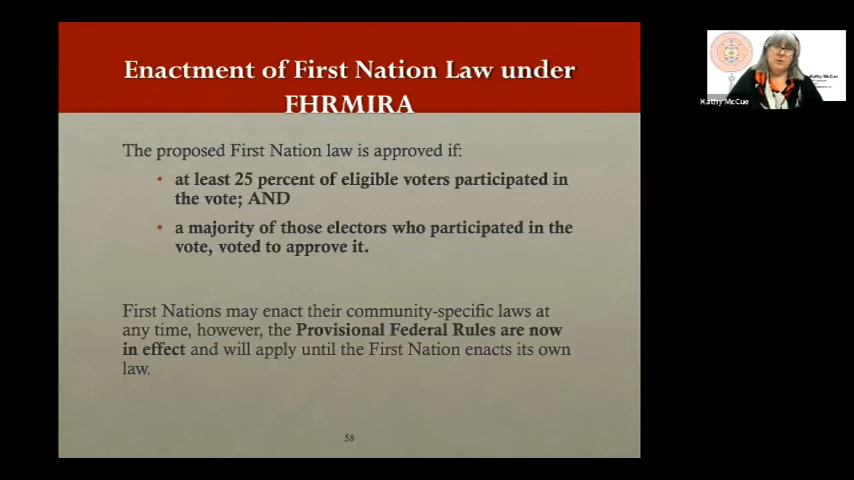 Enactment of First Nation Law under
FHRMIRA
The proposed First Nation law is approved if:
• at least 25 percent of eligible voters participated in
the vote; AND
• a majority of those electors who participated in the
vote, voted to approve it.
First Nations may enact their community-specific laws at
any time, however, the Provisional Federal Rules are now
in effect and will apply until the First Nation enacts its own
law.
58
Kathy McCue
Kathy McCue